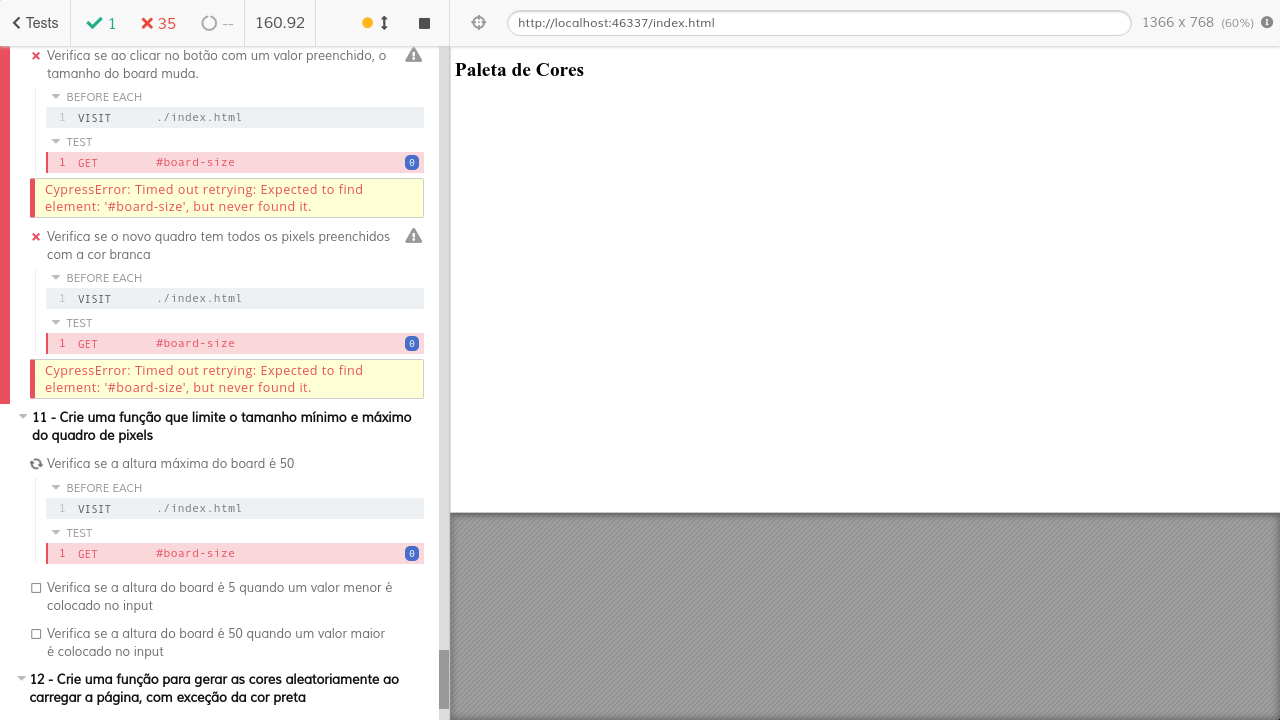 Tests 1 35 -- 160.92 http://localhost:46337/index.html 1366 x 768 (60%)
Verifica se ao clicar no botão com um valor preenchido, o
tamanho do board muda.
BEFORE EACH
1 VISIT ./index.html
TEST
1 GET #board-size 0
CypressError: Timed out retrying: Expected to find
element: '#board-size', but never found it.
Verifica se o novo quadro tem todos os pixels preenchidos
com a cor branca
BEFORE EACH
1 VISIT ./index.html
TEST
1 GET #board-size 0
CypressError: Timed out retrying: Expected to find
element: '#board-size', but never found it.
11 - Crie uma função que limite o tamanho mínimo e máximo
do quadro de pixels
Verifica se a altura máxima do board é 50
BEFORE EACH
1 VISIT ./index.html
TEST
1 GET #board-size 0
Verifica se a altura do board é 5 quando um valor menor é
colocado no input
Verifica se a altura do board é 50 quando um valor maior
é colocado no input
12 - Crie uma função para gerar as cores aleatoriamente ao
carregar a página, com exceção da cor preta
Paleta de Cores